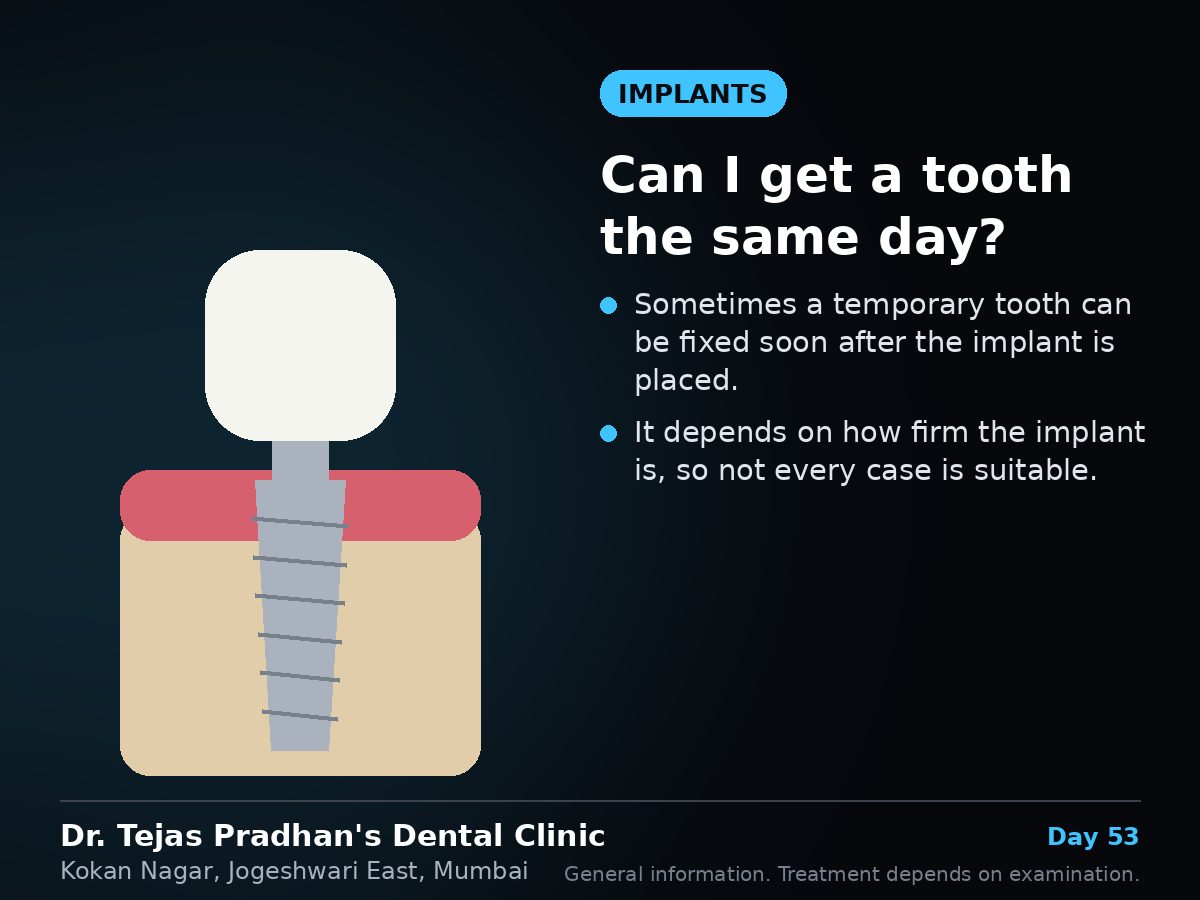 IMPLANTS
Can I get a tooth
the same day?
Sometimes a temporary tooth can
be fixed soon after the implant is
placed.
It depends on how firm the implant
is, so not every case is suitable.
Dr. Tejas Pradhan's Dental Clinic
Day 53
Kokan Nagar, Jogeshwari East, Mumbai
General information. Treatment depends on examination.